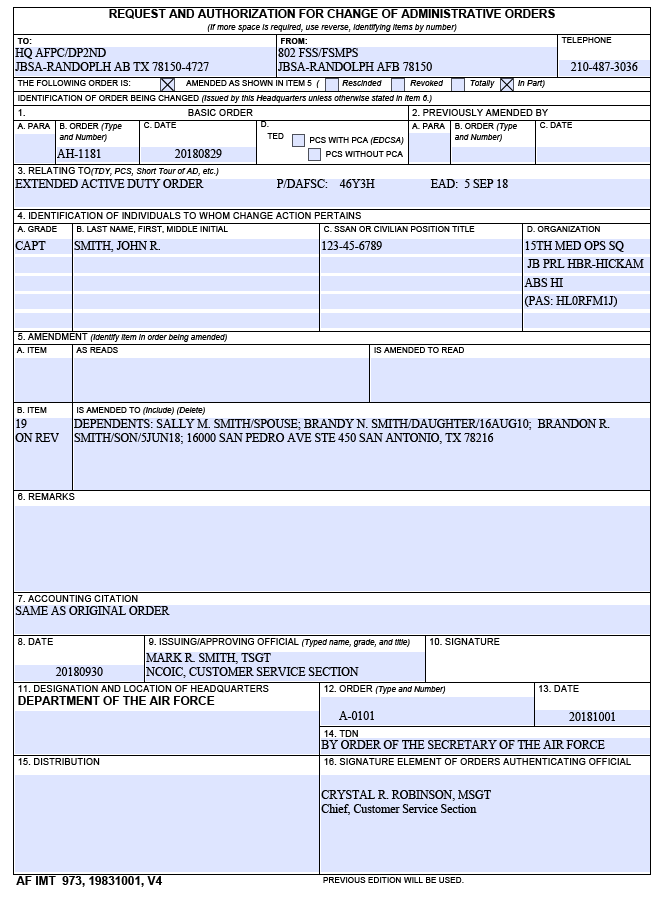 REQUEST AND AUTHORIZATION FOR CHANGE OF ADMINISTRATIVE ORDERS
(If more space is required, use reverse, identifying items by number)
TO:
HQ AFPC/DP2ND
JBSA-RANDOPLH AB TX 78150-4727
FROM:
802 FSS/FSMPS
JBSA-RANDOLPH AFB 78150
TELEPHONE
210-487-3036
THE FOLLOWING ORDER IS: AMENDED AS SHOWN IN ITEM 5 ( Rescinded Revoked Totally In Part)
IDENTIFICATION OF ORDER BEING CHANGED (Issued by this Headquarters unless otherwise stated in Item 6.)
1. BASIC ORDER
2. PREVIOUSLY AMENDED BY
A. PARA
B. ORDER (Type and Number)
AH-1181
C. DATE
20180829
D. TED
PCS WITH PCA (EDCSA)
PCS WITHOUT PCA
A. PARA
B. ORDER (Type and Number)
C. DATE
3. RELATING TO(TDY, PCS, Short Tour of AD, etc.)
EXTENDED ACTIVE DUTY ORDER P/DAFSC: 46Y3H EAD: 5 SEP 18
4. IDENTIFICATION OF INDIVIDUALS TO WHOM CHANGE ACTION PERTAINS
A. GRADE
B. LAST NAME, FIRST, MIDDLE INITIAL
C. SSAN OR CIVILIAN POSITION TITLE
D. ORGANIZATION
CAPT SMITH, JOHN R. 123-45-6789 15TH MED OPS SQ
JB PRL HBR-HICKAM
ABS HI
(PAS: HL0RFM1J)
5. AMENDMENT (Identify item in order being amended)
A. ITEM
AS READS
IS AMENDED TO READ
B. ITEM
IS AMENDED TO (Include) (Delete)
19
ON REV
DEPENDENTS: SALLY M. SMITH/SPOUSE; BRANDY N. SMITH/DAUGHTER/16AUG10; BRANDON R.
SMITH/SON/5JUN18; 16000 SAN PEDRO AVE STE 450 SAN ANTONIO, TX 78216
6. REMARKS
7. ACCOUNTING CITATION
SAME AS ORIGINAL ORDER
8. DATE
20180930
9. ISSUING/APPROVING OFFICIAL (Typed name, grade, and title)
MARK R. SMITH, TSGT
NCOIC, CUSTOMER SERVICE SECTION
10. SIGNATURE
11. DESIGNATION AND LOCATION OF HEADQUARTERS
DEPARTMENT OF THE AIR FORCE
12. ORDER (Type and Number)
A-0101
13. DATE
20181001
14. TDN
BY ORDER OF THE SECRETARY OF THE AIR FORCE
15. DISTRIBUTION
16. SIGNATURE ELEMENT OF ORDERS AUTHENTICATING OFFICIAL
CRYSTAL R. ROBINSON, MSGT
Chief, Customer Service Section
AF IMT 973, 19831001, V4
PREVIOUS EDITION WILL BE USED.